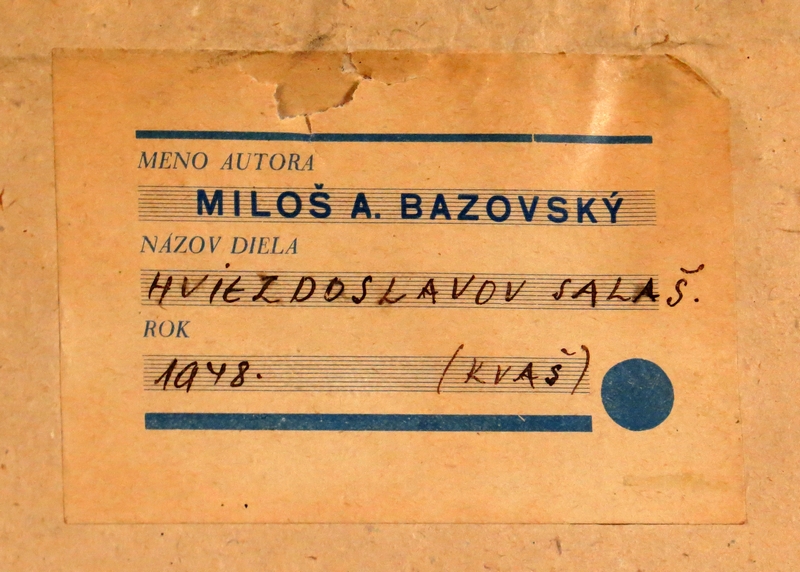 MENO AUTORA
MILOŠ A. BAZOVSKÝ
NÁZOV DIELA
HVIEZDOSLAVOV SALAŠ.
ROK
1948. (KVAŠ)